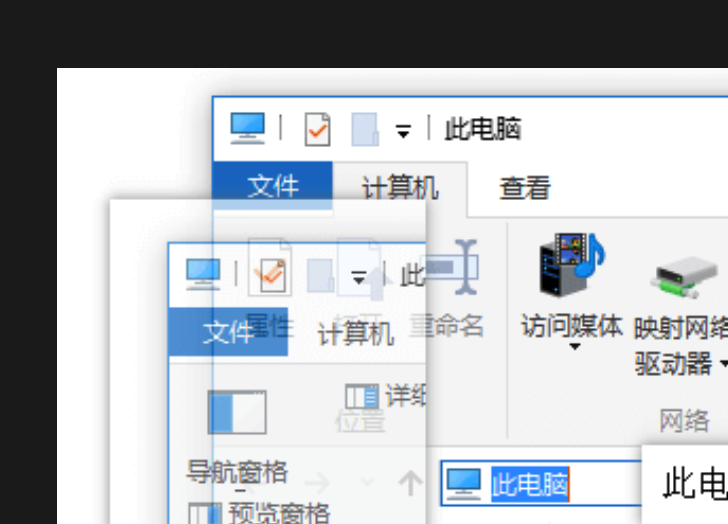 此电脑
文件 计算机 查看
此
属性 打开 重命名 访问媒体 映射网络
驱动器
文件 计算机
详细
位置 网络
导航窗格
此电脑 此电
预览窗格